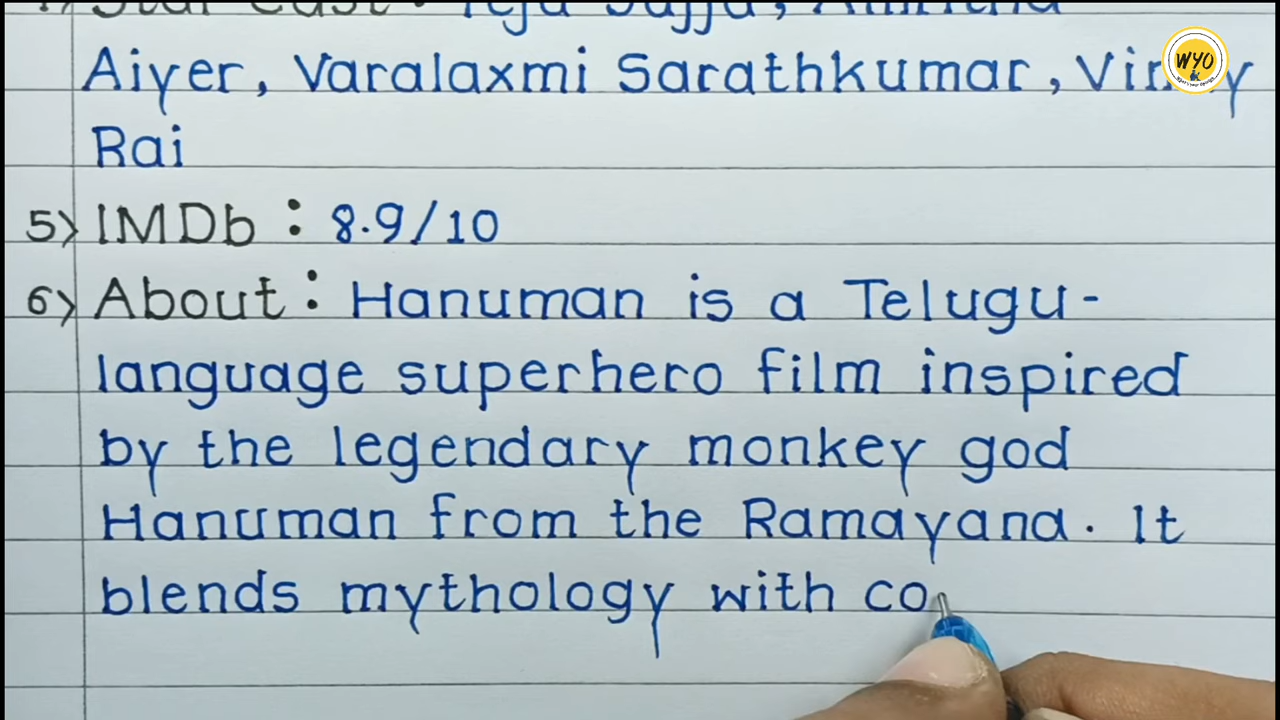 Aiyer, Varalaxmi Sarathkumar,
WYO
Rai
5) IMDb : 8.9/10
6) About : Hanuman is a Telugu-
language superhero film inspired
by the legendary monkey god
Hanuman from the Ramayana. It
blends mythology with co